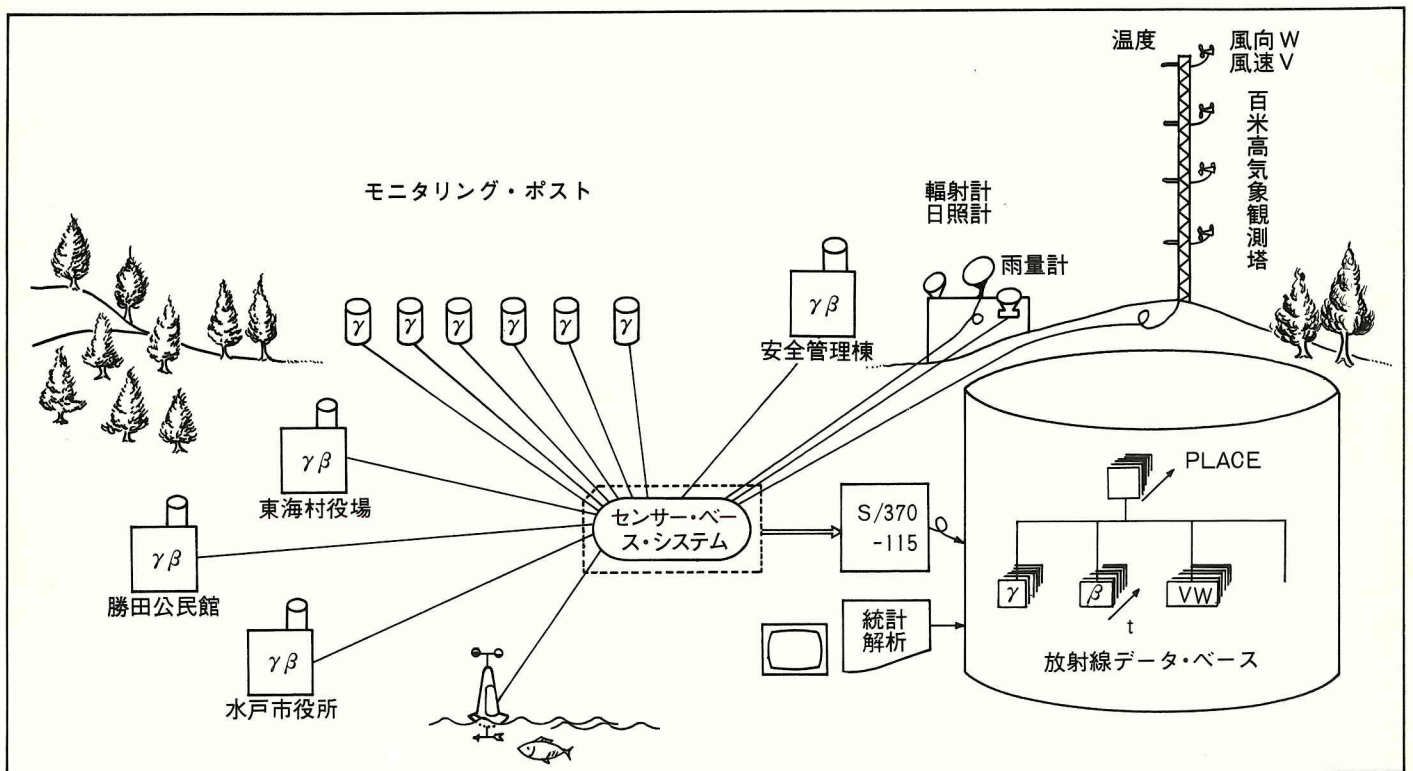 温度
風向W
風速V
百米高気象観測塔
モニタリング・ポスト
輻射計
日照計
雨量計
γ
γ
γ
γ
γ
γ
γβ
安全管理棟
γβ
東海村役場
γβ
勝田公民館
γβ
水戸市役所
センサー・ベー
ス・システム
S/370
-115
統計
解析
PLACE
γ
β
VW
t
放射線データ・ベース